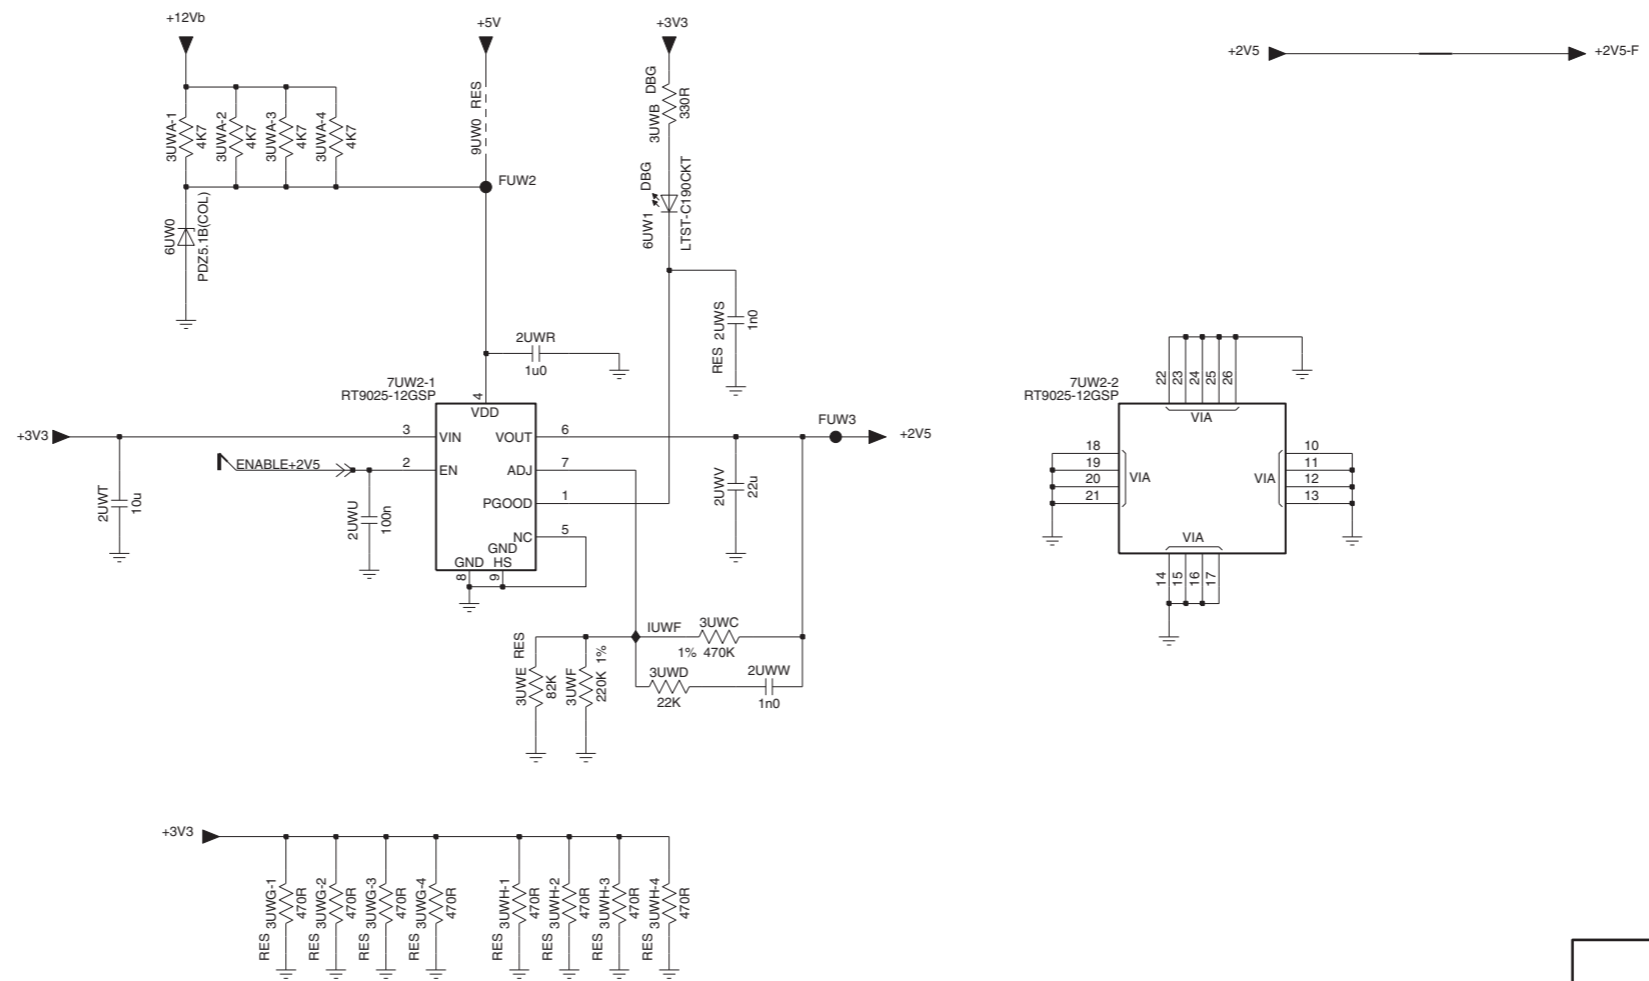 +12Vb
+5V
+3V3
+2V5
+2V5-F
3UWA-1
4K7
3UWA-2
4K7
3UWA-3
4K7
3UWA-4
4K7
9UW0 RES
3UWB DBG
330R
FUW2
6UW0
PDZ5.1B(COL)
6UW1 DBG
LTST-C190CKT
RES 2UWS
1n0
2UWR
1u0
7UW2-1
RT9025-12GSP
4
VDD
+3V3
3
VIN
VOUT
6
FUW3
+2V5
ENABLE+2V5
2
EN
ADJ
7
PGOOD
1
NC
5
GND
GND HS
8
9
2UWT
10u
2UWU
100n
2UWV
22u
7UW2-2
RT9025-12GSP
22
23
24
25
26
VIA
18
19
20
21
VIA
VIA
10
11
12
13
VIA
14
15
16
17
IUWF
3UWC
1% 470K
3UWD
22K
2UWW
1n0
3UWE RES
82K
3UWF
220K 1%
+3V3
RES 3UWG-1
470R
RES 3UWG-2
470R
RES 3UWG-3
470R
RES 3UWG-4
470R
RES 3UWH-1
470R
RES 3UWH-2
470R
RES 3UWH-3
470R
RES 3UWH-4
470R